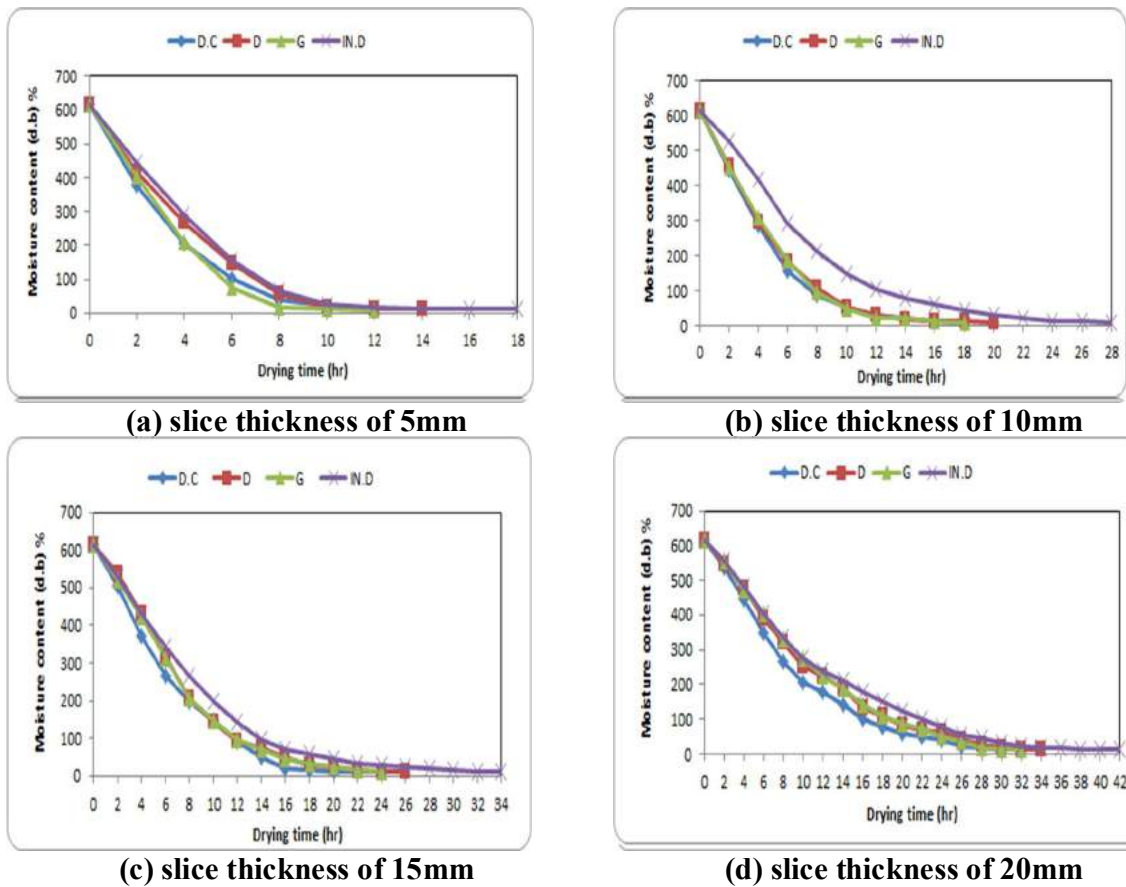 D.C D G IN.D
Moisture content (d.b) %
700
600
500
400
300
200
100
0
0 2 4 6 8 10 12 14 16 18
Drying time (hr)
(a) slice thickness of 5mm
D.C D G IN.D
Moisture content (d.b) %
700
600
500
400
300
200
100
0
0 2 4 6 8 10 12 14 16 18 20 22 24 26 28
Drying time (hr)
(b) slice thickness of 10mm
D.C D G IN.D
Moisture content (d.b) %
700
600
500
400
300
200
100
0
0 2 4 6 8 10 12 14 16 18 20 22 24 26 28 30 32 34
Drying time (hr)
(c) slice thickness of 15mm
D.C D G IN.D
Moisture content (d.b) %
700
600
500
400
300
200
100
0
0 2 4 6 8 10 12 14 16 18 20 22 24 26 28 30 32 34 36 38 40 42
Drying time (hr)
(d) slice thickness of 20mm